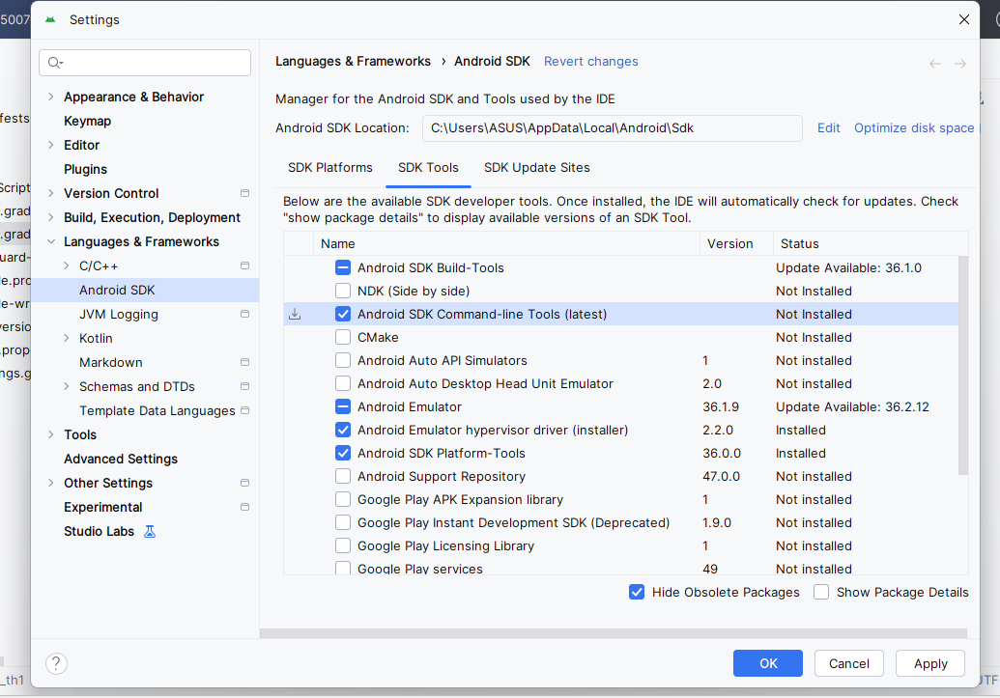 5007
Settings
Languages & Frameworks › Android SDK Revert changes
Appearance & Behavior
Keymap
Editor
Plugins
Version Control
Build, Execution, Deployment
Languages & Frameworks
C/C++
Android SDK
JVM Logging
Kotlin
Markdown
Schemas and DTDs
Template Data Languages
Tools
Advanced Settings
Other Settings
Experimental
Studio Labs
Manager for the Android SDK and Tools used by the IDE
Android SDK Location: C:\Users\ASUS\AppData\Local\Android\Sdk Edit Optimize disk space
SDK Platforms SDK Tools SDK Update Sites
Below are the available SDK developer tools. Once installed, the IDE will automatically check for updates. Check
"show package details" to display available versions of an SDK Tool.
Name Version Status
Android SDK Build-Tools Update Available: 36.1.0
NDK (Side by side) Not Installed
Android SDK Command-line Tools (latest) Not Installed
CMake Not Installed
Android Auto API Simulators 1 Not installed
Android Auto Desktop Head Unit Emulator 2.0 Not installed
Android Emulator 36.1.9 Update Available: 36.2.12
Android Emulator hypervisor driver (installer) 2.2.0 Installed
Android SDK Platform-Tools 36.0.0 Installed
Android Support Repository 47.0.0 Not installed
Google Play APK Expansion library 1 Not installed
Google Play Instant Development SDK (Deprecated) 1.9.0 Not installed
Google Play Licensing Library 1 Not installed
Google Play services 49 Not installed
Hide Obsolete Packages Show Package Details
?
OK Cancel Apply
fests
Script
.grad
.grad
uard-
le.pro
le-wr
versio
.prop
ngs.g
_th1
UTF